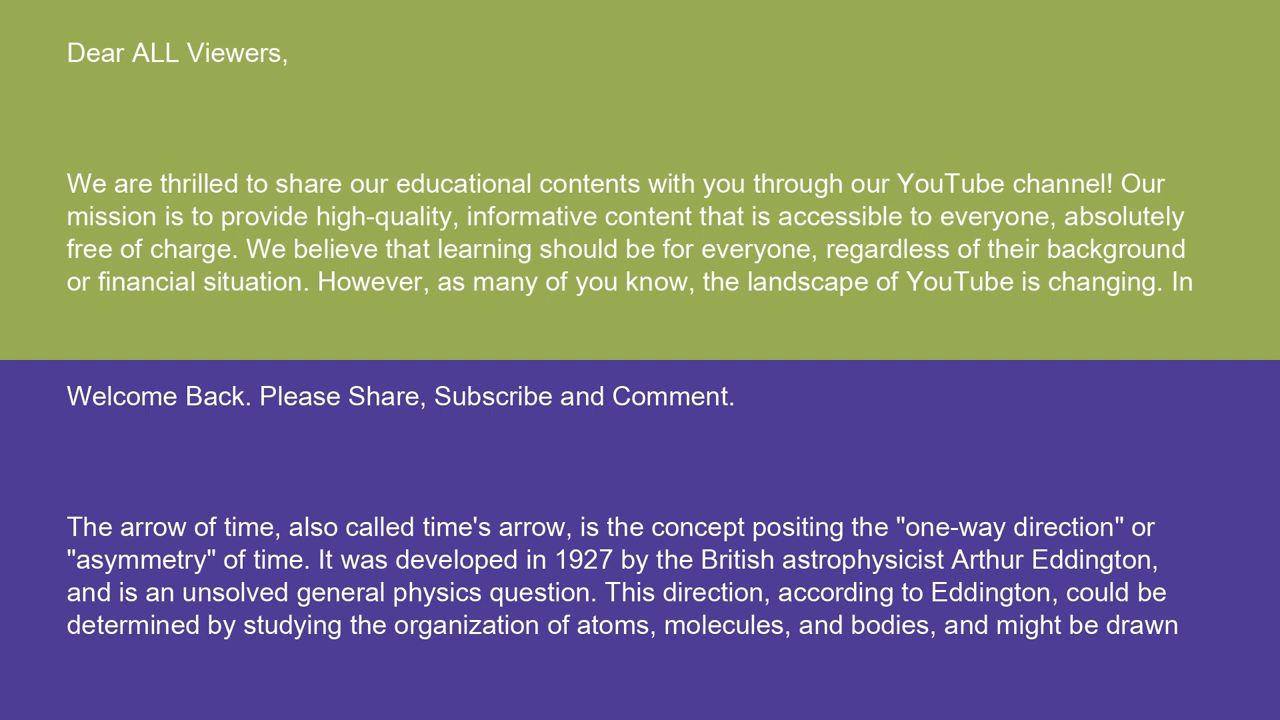 Dear ALL Viewers,
We are thrilled to share our educational contents with you through our YouTube channel! Our
mission is to provide high-quality, informative content that is accessible to everyone, absolutely
free of charge. We believe that learning should be for everyone, regardless of their background
or financial situation. However, as many of you know, the landscape of YouTube is changing. In
Welcome Back. Please Share, Subscribe and Comment.
The arrow of time, also called time's arrow, is the concept positing the "one-way direction" or
"asymmetry" of time. It was developed in 1927 by the British astrophysicist Arthur Eddington,
and is an unsolved general physics question. This direction, according to Eddington, could be
determined by studying the organization of atoms, molecules, and bodies, and might be drawn